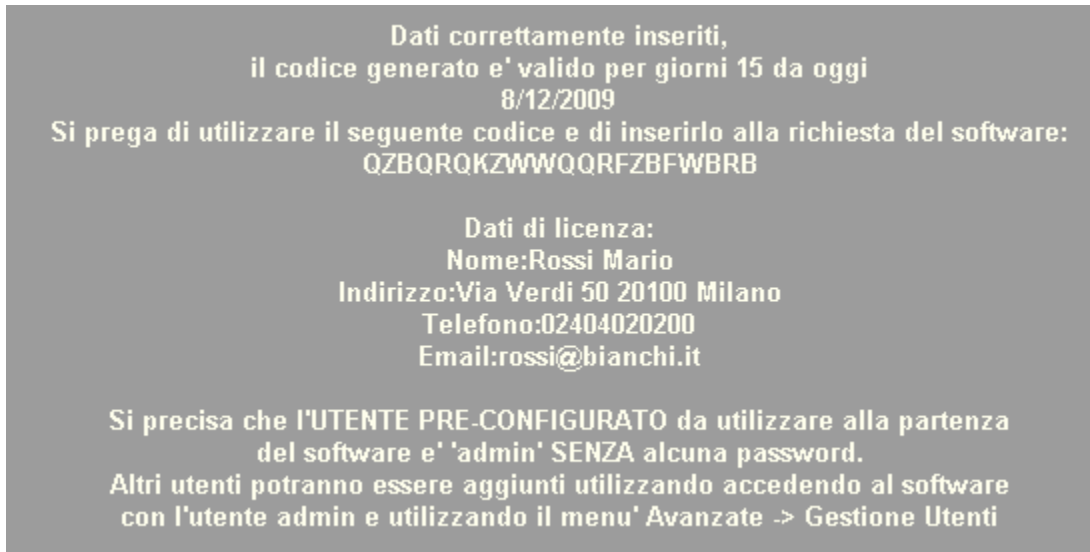 Dati correttamente inseriti,
il codice generato e' valido per giorni 15 da oggi
8/12/2009
Si prega di utilizzare il seguente codice e di inserirlo alla richiesta del software:
QZBQRQKZWWQQRFZBFWBRB
Dati di licenza:
Nome:Rossi Mario
Indirizzo:Via Verdi 50 20100 Milano
Telefono:02404020200
Email:rossi@bianchi.it
Si precisa che l'UTENTE PRE-CONFIGURATO da utilizzare alla partenza
del software e' 'admin' SENZA alcuna password.
Altri utenti potranno essere aggiunti utilizzando accedendo al software
con l'utente admin e utilizzando il menu' Avanzate -> Gestione Utenti